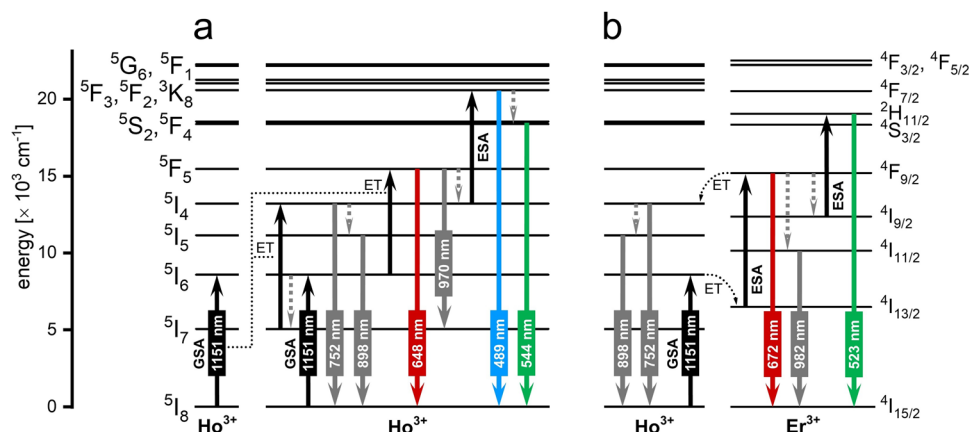 a
b
energy [× 10³ cm⁻¹]
20
15
10
5
0
⁵G₆, ⁵F₁
⁵F₃, ⁵F₂, ³K₈
⁵S₂, ⁵F₄
⁵F₅
⁵I₄
⁵I₅
⁵I₆
⁵I₇
⁵I₈
GSA
1151 nm
ET
ET
GSA
1151 nm
752 nm
898 nm
648 nm
970 nm
ESA
489 nm
544 nm
Ho³⁺
Ho³⁺
898 nm
752 nm
1151 nm
GSA
ET
ET
ESA
672 nm
982 nm
ESA
523 nm
⁴F₃/₂, ⁴F₅/₂
⁴F₇/₂
²H₁₁/₂
⁴S₃/₂
⁴F₉/₂
⁴I₉/₂
⁴I₁₁/₂
⁴I₁₃/₂
⁴I₁₅/₂
Ho³⁺
Er³⁺